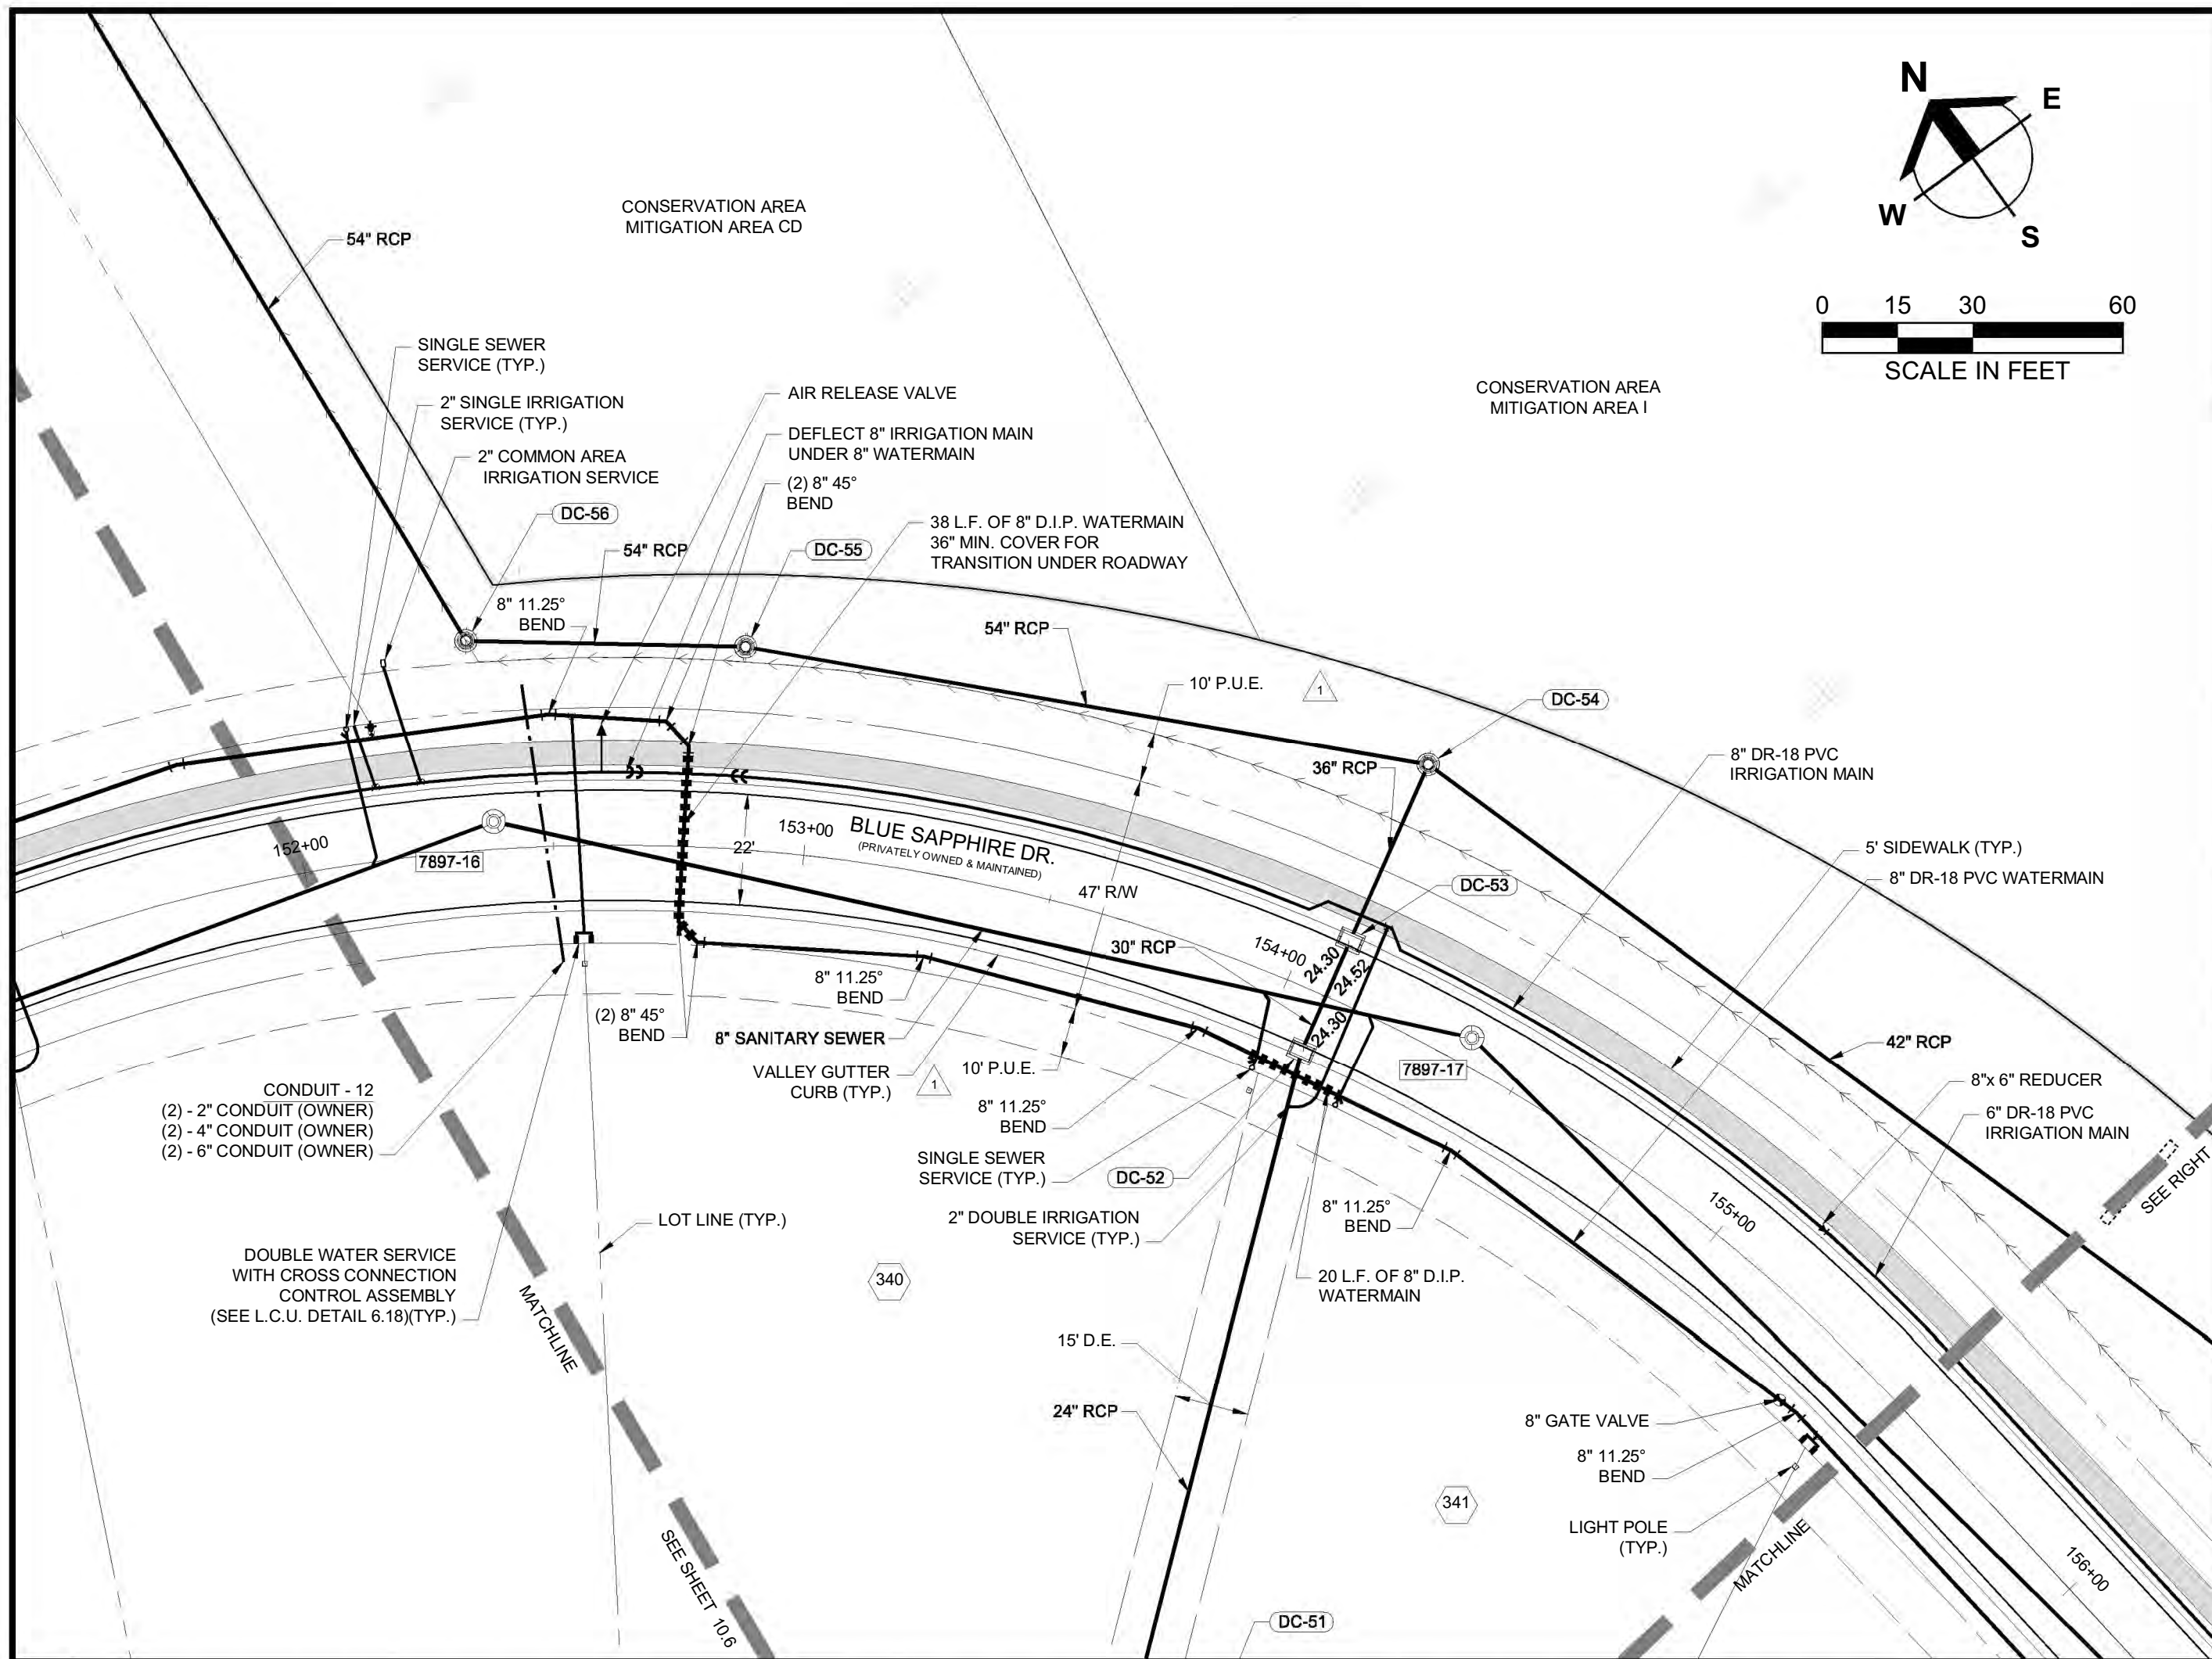 N
E
W
S
0 15 30 60
SCALE IN FEET
CONSERVATION AREA
MITIGATION AREA CD
54" RCP
SINGLE SEWER
SERVICE (TYP.)
2" SINGLE IRRIGATION
SERVICE (TYP.)
2" COMMON AREA
IRRIGATION SERVICE
AIR RELEASE VALVE
DEFLECT 8" IRRIGATION MAIN
UNDER 8" WATERMAIN
(2) 8" 45°
BEND
CONSERVATION AREA
MITIGATION AREA I
DC-56
54" RCP
DC-55
38 L.F. OF 8" D.I.P. WATERMAIN
36" MIN. COVER FOR
TRANSITION UNDER ROADWAY
8" 11.25°
BEND
54" RCP
10' P.U.E.
1
DC-54
36" RCP
8" DR-18 PVC
IRRIGATION MAIN
5' SIDEWALK (TYP.)
8" DR-18 PVC WATERMAIN
152+00
7897-16
22'
153+00
BLUE SAPPHIRE DR.
(PRIVATELY OWNED & MAINTAINED)
47' R/W
DC-53
30" RCP
154+00
24.30
24.52
24.30
8" 11.25°
BEND
(2) 8" 45°
BEND
8" SANITARY SEWER
VALLEY GUTTER
CURB (TYP.)
1
10' P.U.E.
7897-17
42" RCP
8"x 6" REDUCER
6" DR-18 PVC
IRRIGATION MAIN
SEE RIGHT
CONDUIT - 12
(2) - 2" CONDUIT (OWNER)
(2) - 4" CONDUIT (OWNER)
(2) - 6" CONDUIT (OWNER)
8" 11.25°
BEND
SINGLE SEWER
SERVICE (TYP.)
DC-52
2" DOUBLE IRRIGATION
SERVICE (TYP.)
8" 11.25°
BEND
155+00
LOT LINE (TYP.)
DOUBLE WATER SERVICE
WITH CROSS CONNECTION
CONTROL ASSEMBLY
(SEE L.C.U. DETAIL 6.18)(TYP.)
MATCHLINE
340
20 L.F. OF 8" D.I.P.
WATERMAIN
15' D.E.
24" RCP
8" GATE VALVE
8" 11.25°
BEND
341
LIGHT POLE
(TYP.)
MATCHLINE
156+00
SEE SHEET 10.6
DC-51